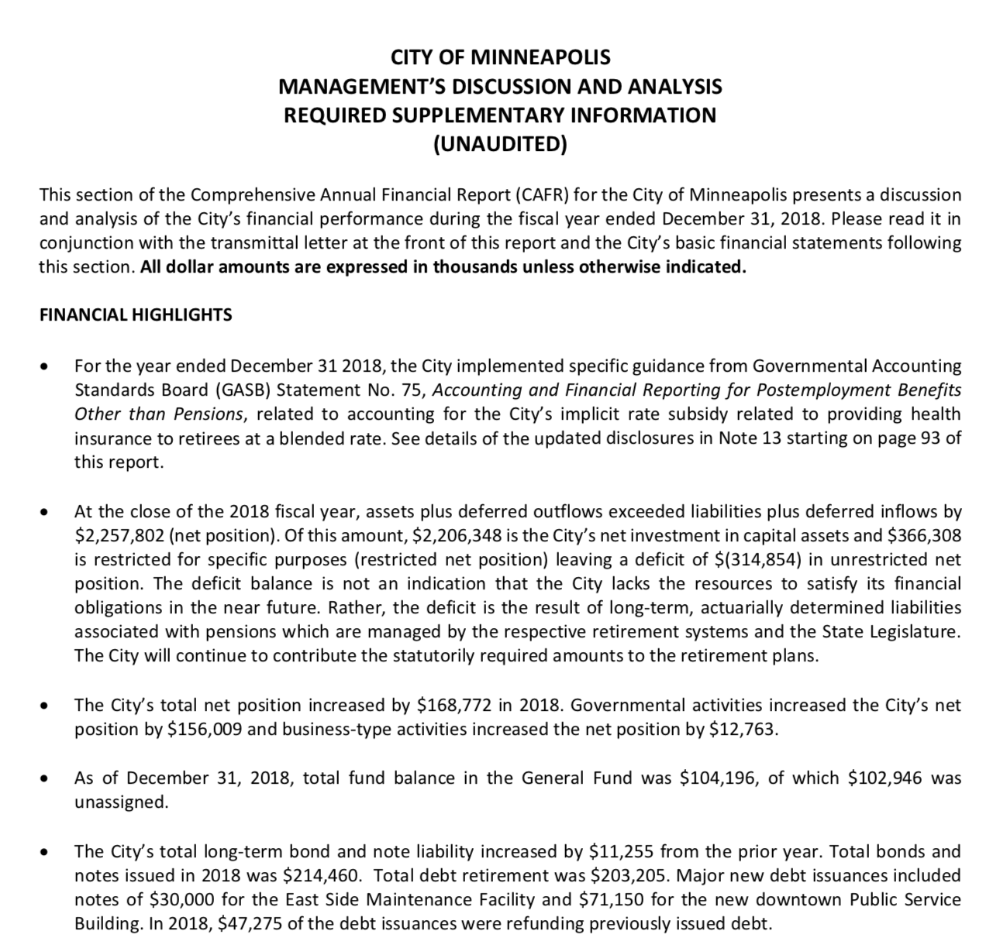 CITY OF MINNEAPOLIS
MANAGEMENT’S DISCUSSION AND ANALYSIS
REQUIRED SUPPLEMENTARY INFORMATION
(UNAUDITED)
This section of the Comprehensive Annual Financial Report (CAFR) for the City of Minneapolis presents a discussion
and analysis of the City’s financial performance during the fiscal year ended December 31, 2018. Please read it in
conjunction with the transmittal letter at the front of this report and the City’s basic financial statements following
this section. All dollar amounts are expressed in thousands unless otherwise indicated.
FINANCIAL HIGHLIGHTS
• For the year ended December 31 2018, the City implemented specific guidance from Governmental Accounting
Standards Board (GASB) Statement No. 75, Accounting and Financial Reporting for Postemployment Benefits
Other than Pensions, related to accounting for the City’s implicit rate subsidy related to providing health
insurance to retirees at a blended rate. See details of the updated disclosures in Note 13 starting on page 93 of
this report.
• At the close of the 2018 fiscal year, assets plus deferred outflows exceeded liabilities plus deferred inflows by
$2,257,802 (net position). Of this amount, $2,206,348 is the City’s net investment in capital assets and $366,308
is restricted for specific purposes (restricted net position) leaving a deficit of $(314,854) in unrestricted net
position. The deficit balance is not an indication that the City lacks the resources to satisfy its financial
obligations in the near future. Rather, the deficit is the result of long-term, actuarially determined liabilities
associated with pensions which are managed by the respective retirement systems and the State Legislature.
The City will continue to contribute the statutorily required amounts to the retirement plans.
• The City’s total net position increased by $168,772 in 2018. Governmental activities increased the City’s net
position by $156,009 and business-type activities increased the net position by $12,763.
• As of December 31, 2018, total fund balance in the General Fund was $104,196, of which $102,946 was
unassigned.
• The City’s total long-term bond and note liability increased by $11,255 from the prior year. Total bonds and
notes issued in 2018 was $214,460. Total debt retirement was $203,205. Major new debt issuances included
notes of $30,000 for the East Side Maintenance Facility and $71,150 for the new downtown Public Service
Building. In 2018, $47,275 of the debt issuances were refunding previously issued debt.